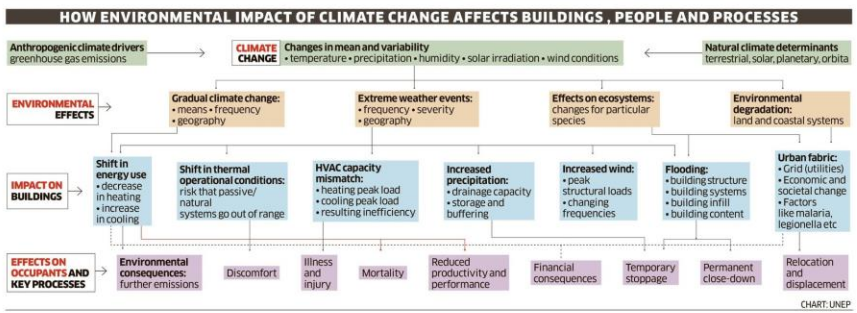 HOW ENVIRONMENTAL IMPACT OF CLIMATE CHANGE AFFECTS BUILDINGS , PEOPLE AND PROCESSES
Anthropogenic climate drivers
greenhouse gas emissions
CLIMATE
CHANGE
Changes in mean and variability
• temperature • precipitation • humidity • solar irradiation • wind conditions
Natural climate determinants
terrestrial, solar, planetary, orbita
ENVIRONMENTAL
EFFECTS
Gradual climate change:
• means • frequency
• geography
Extreme weather events:
• frequency • severity
• geography
Effects on ecosystems:
changes for particular
species
Environmental
degradation:
land and coastal systems
IMPACT ON
BUILDINGS
Shift in
energy use
• decrease
in heating
• increase
in cooling
Shift in thermal
operational conditions:
risk that passive/
natural
systems go out of range
HVAC capacity
mismatch:
• heating peak load
• cooling peak load
• resulting inefficiency
Increased
precipitation:
• drainage capacity
• storage and
buffering
Increased wind:
• peak
structural loads
• changing
frequencies
Flooding:
• building structure
• building systems
• building infill
• building content
Urban fabric:
• Grid (utilities)
• Economic and
societal change
• Factors
like malaria,
legionella etc
EFFECTS ON
OCCUPANTS AND
KEY PROCESSES
Environmental
consequences:
further emissions
Discomfort
Illness
and
injury
Mortality
Reduced
productivity and
performance
Financial
consequences
Temporary
stoppage
Permanent
close-down
Relocation
and
displacement
CHART: UNEP